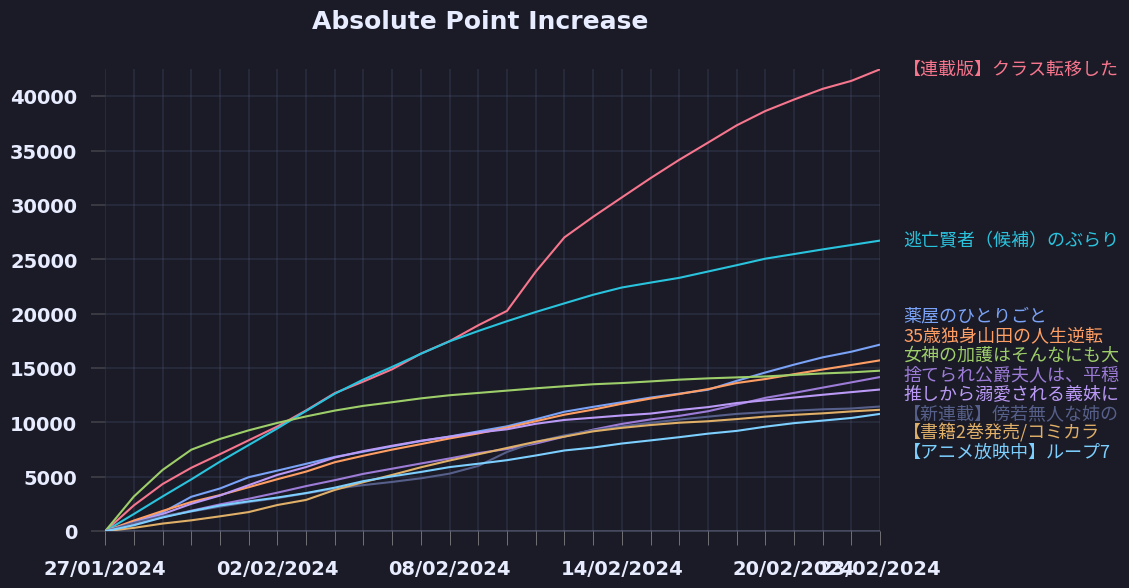 Absolute Point Increase
40000
35000
30000
25000
20000
15000
10000
5000
0
27/01/2024
02/02/2024
08/02/2024
14/02/2024
20/02/2024
23/02/2024
【連載版】クラス転移した
逃亡賢者（候補）のぶらり
薬屋のひとりごと
35歳独身山田の人生逆転
女神の加護はそんなにも大
捨てられ公爵夫人は、平穏
推しから溺愛される義妹に
【新連載】傍若無人な姉の
【書籍2巻発売/コミカラ
【アニメ放映中】ループ7